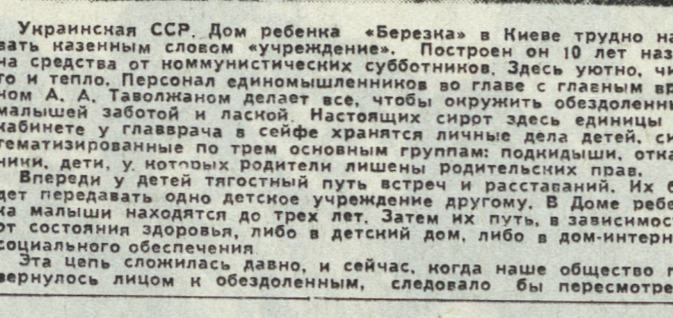 Украинская ССР. Дом ребенка «Березка» в Киеве трудно на
вать казенным словом «учреждение». Построен он 10 лет наз
на средства от коммунистических субботников. Здесь уютно, чи
то и тепло. Персонал единомышленников во главе с главным вр
ном А. А. Таволжаном делает все, чтобы окружить обездоленны
малышей заботой и лаской. Настоящих сирот здесь единицы
кабинете у главврача в сейфе хранятся личные дела детей, си
тематизированные по трем основным группам: подкидыши, отка
ники, дети, у которых родители лишены родительских прав.
Впереди у детей тягостный путь встреч и расставаний. Их б
дет передавать одно детское учреждение другому. В Доме ребе
ка малыши находятся до трех лет. Затем их путь, в зависимос
от состояния здоровья, либо в детский дом, либо в дом-интерн
социального обеспечения
Эта цепь сложилась давно, и сейчас, когда наше общество п
вернулось лицом к обездоленным, следовало бы пересмотре